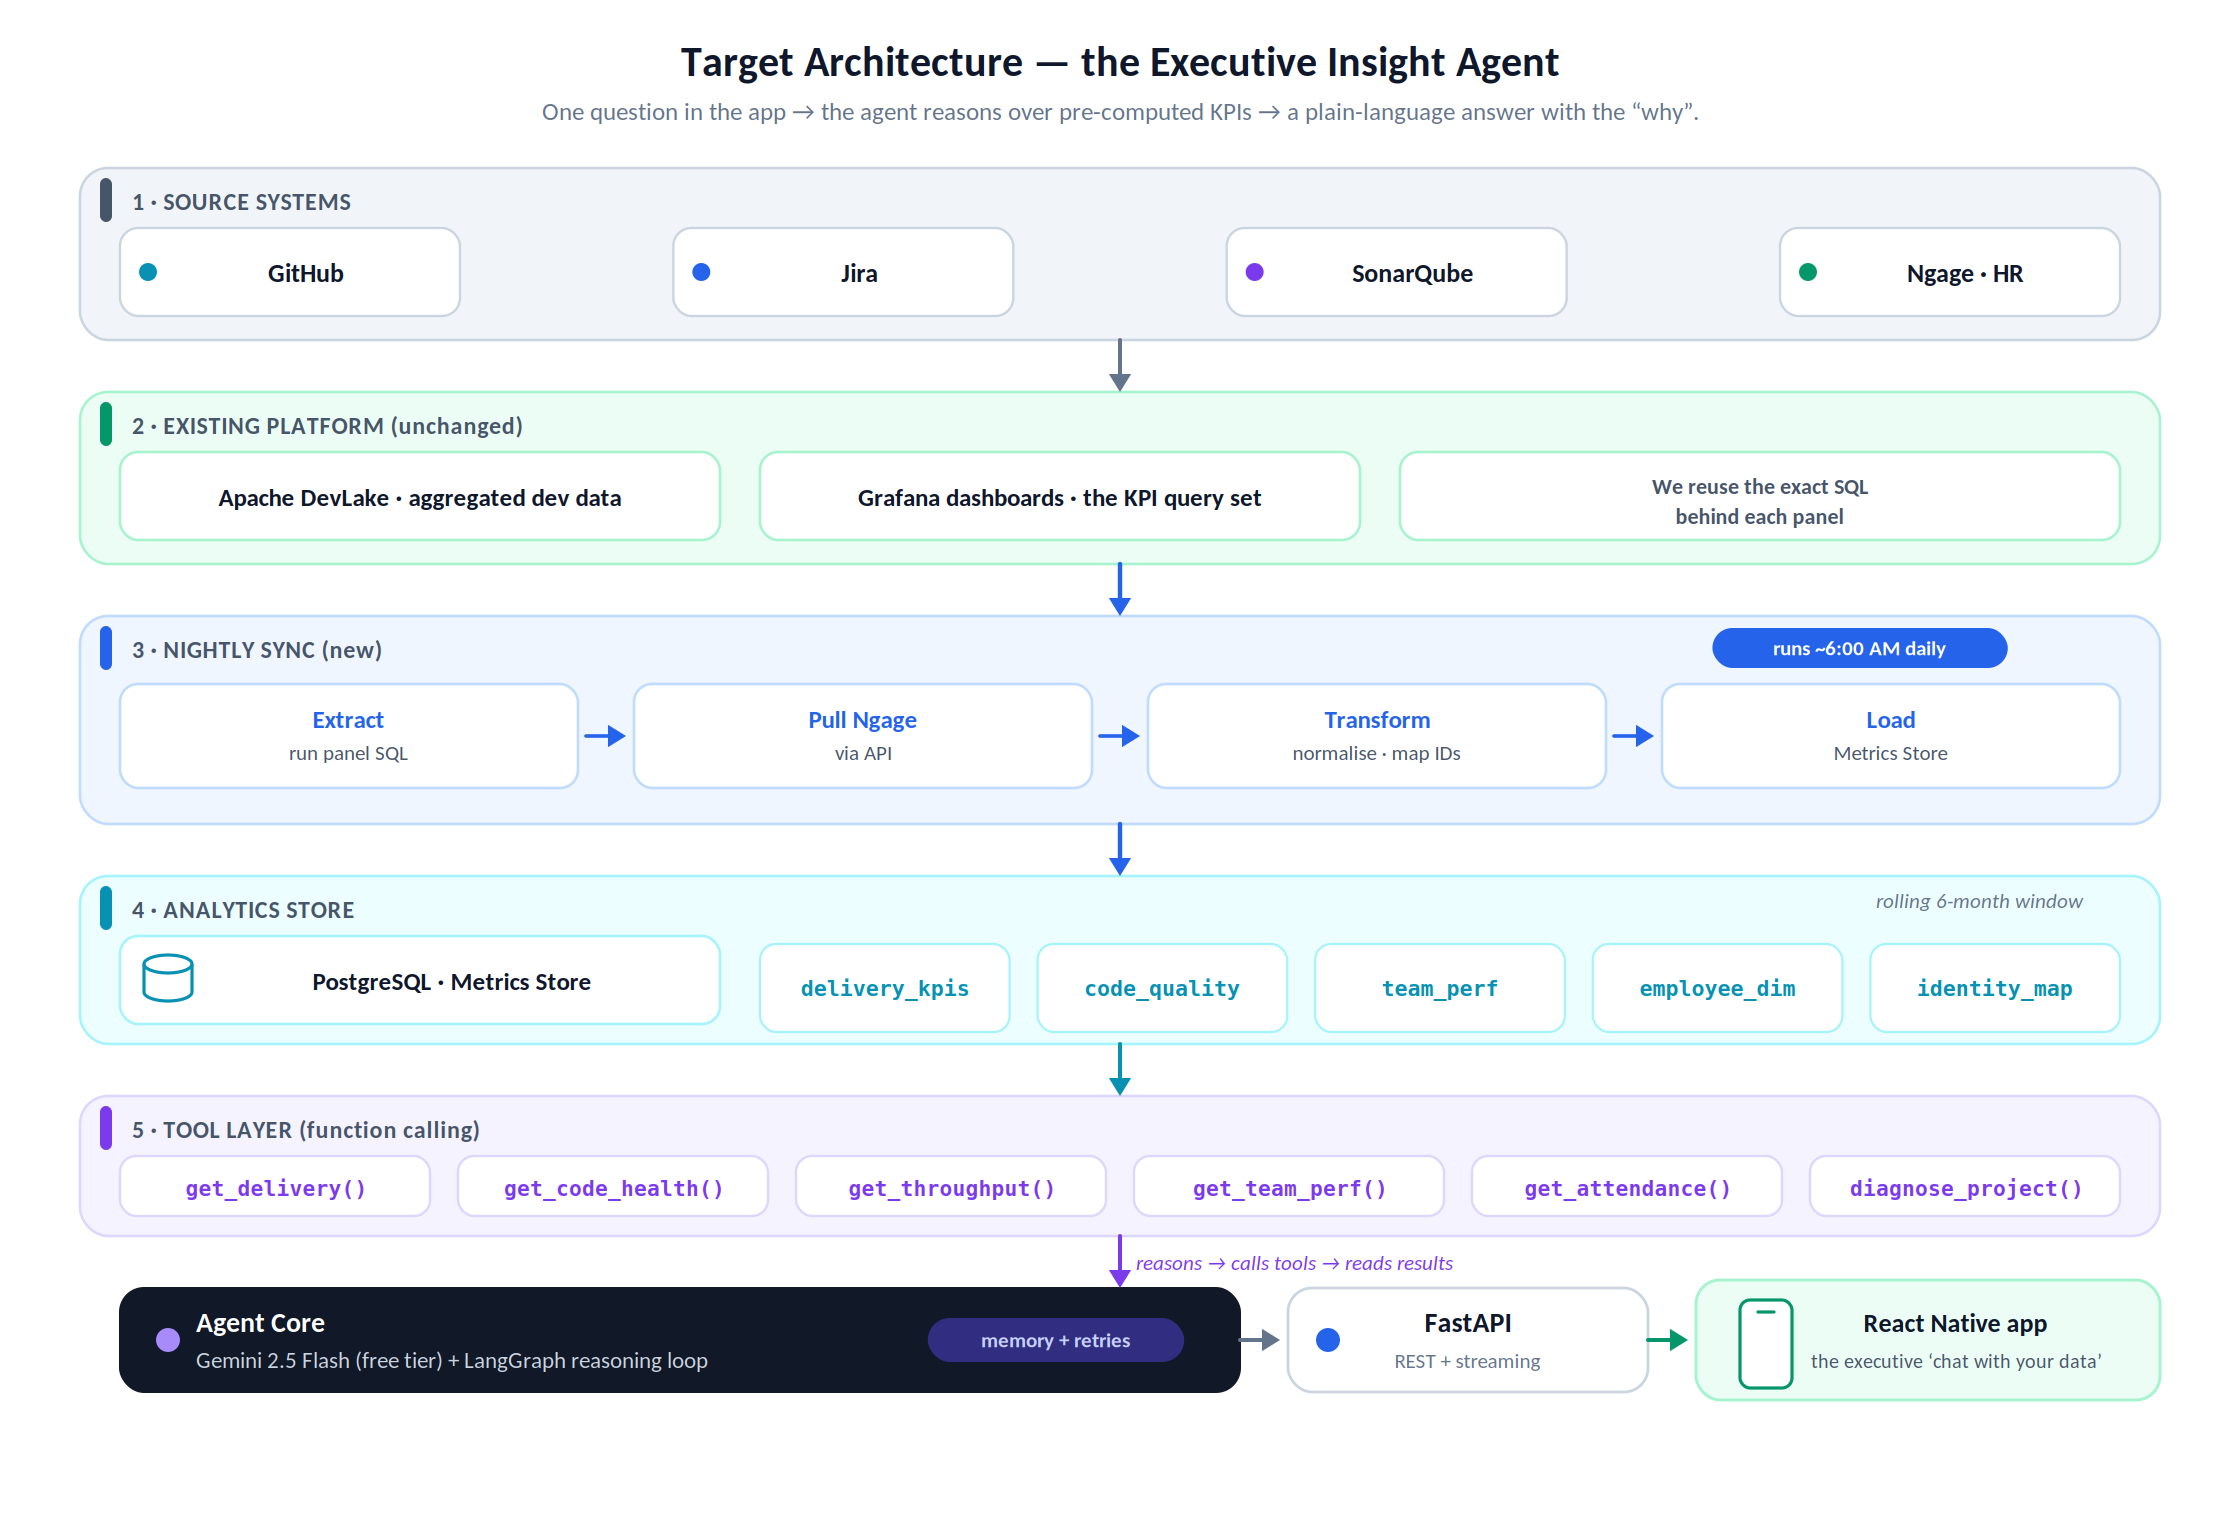 Target Architecture — the Executive Insight Agent
One question in the app → the agent reasons over pre-computed KPIs → a plain-language answer with the “why”.
1 · SOURCE SYSTEMS
GitHub
Jira
SonarQube
Ngage · HR
2 · EXISTING PLATFORM (unchanged)
Apache DevLake · aggregated dev data
Grafana dashboards · the KPI query set
We reuse the exact SQL
behind each panel
3 · NIGHTLY SYNC (new)
runs ~6:00 AM daily
Extract
run panel SQL
Pull Ngage
via API
Transform
normalise · map IDs
Load
Metrics Store
4 · ANALYTICS STORE
rolling 6-month window
PostgreSQL · Metrics Store
delivery_kpis
code_quality
team_perf
employee_dim
identity_map
5 · TOOL LAYER (function calling)
get_delivery()
get_code_health()
get_throughput()
get_team_perf()
get_attendance()
diagnose_project()
reasons → calls tools → reads results
Agent Core
Gemini 2.5 Flash (free tier) + LangGraph reasoning loop
memory + retries
FastAPI
REST + streaming
React Native app
the executive ‘chat with your data’